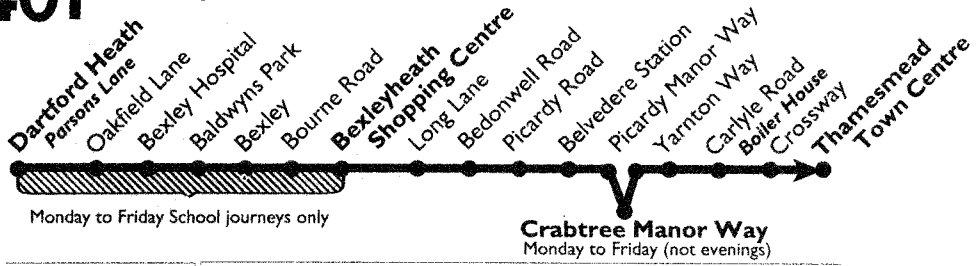 401
Dartford Heath
Parsons Lane
Oakfield Lane
Bexley Hospital
Baldwyns Park
Bexley
Bourne Road
Bexleyheath
Shopping Centre
Long Lane
Bedonwell Road
Picardy Road
Belvedere Station
Picardy Manor Way
Yarnton Way
Carlyle Road
Boiler House
Crossway
Thamesmead
Town Centre
Monday to Friday School journeys only
Crabtree Manor Way
Monday to Friday (not evenings)